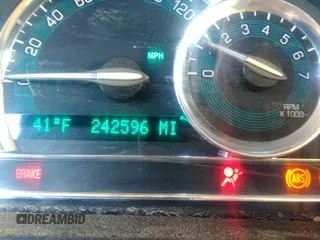 0 20 120
MPH
0 1 2 3 4 5 6 7
RPM
X 1000
41°F 242596 MI
BRAKE
ABS
DREAMBID